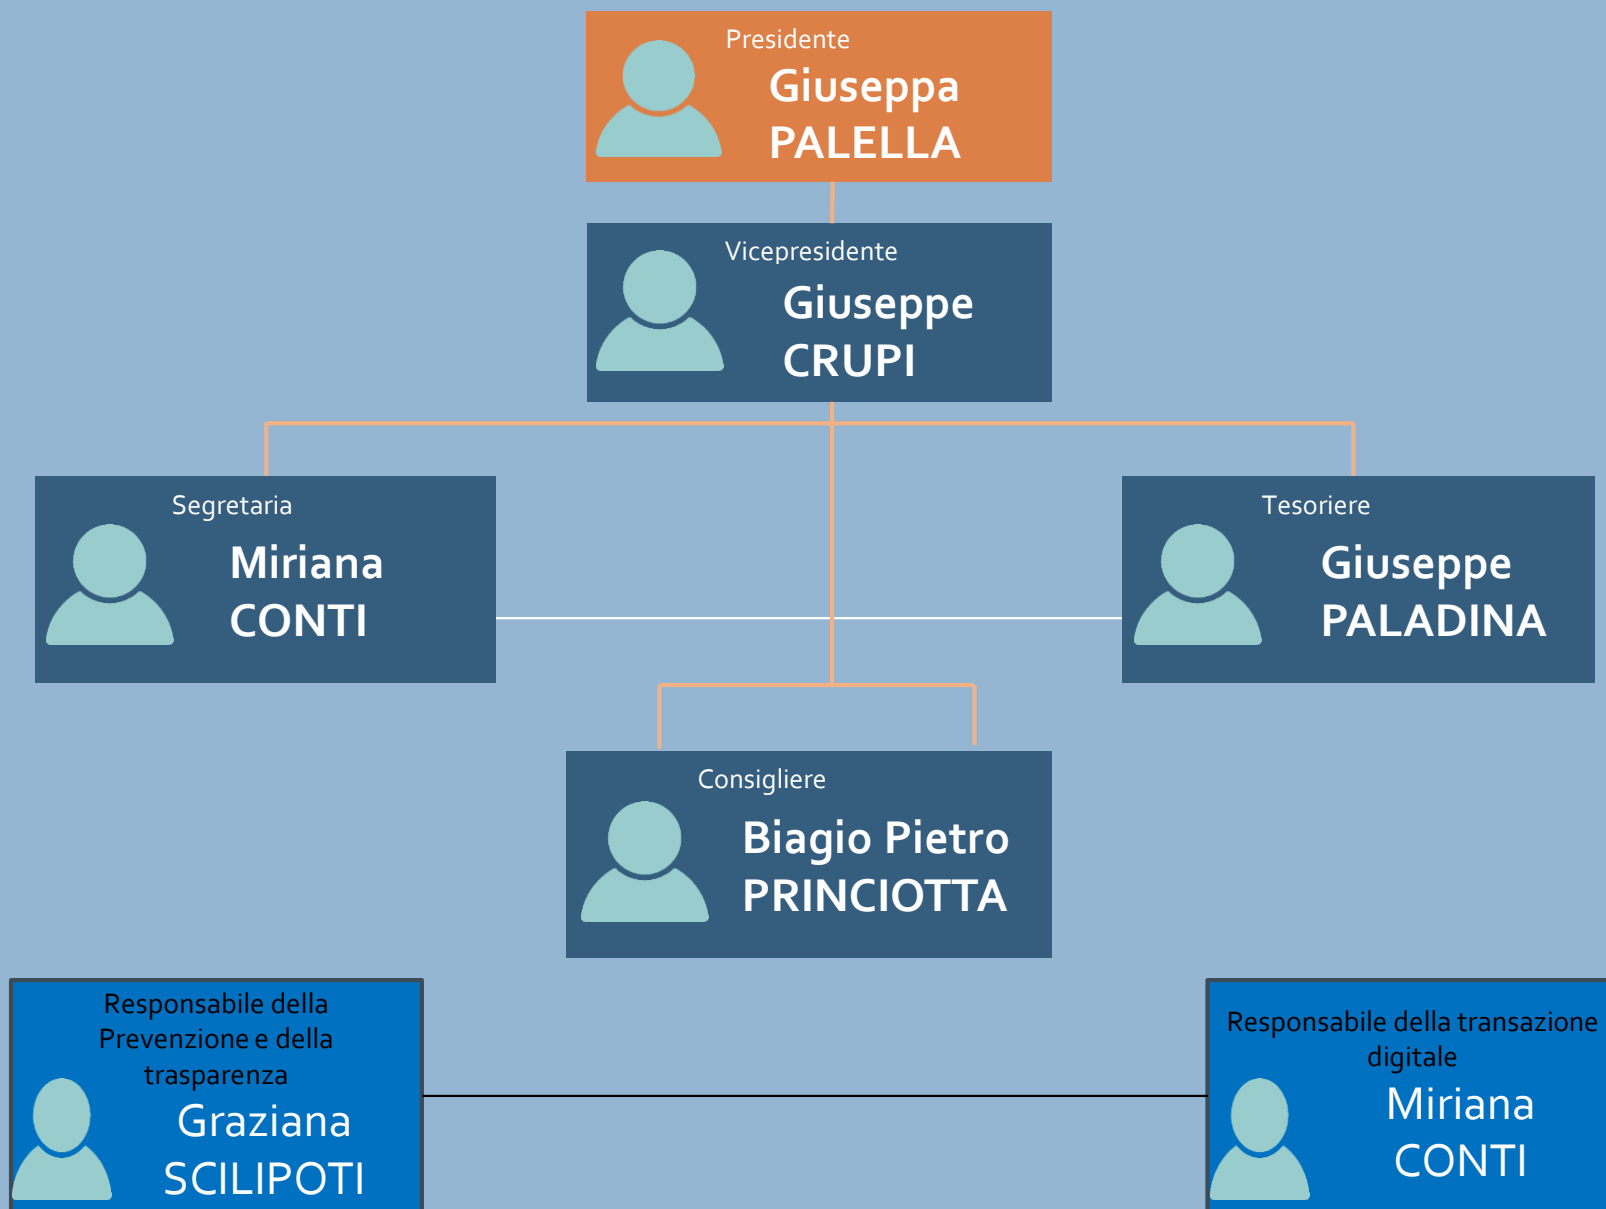 Presidente
Giuseppa
PALELLA
Vicepresidente
Giuseppe
CRUPI
Segretaria
Miriana
CONTI
Tesoriere
Giuseppe
PALADINA
Consigliere
Biagio Pietro
PRINCIOTTA
Responsabile della
Prevenzione e della
trasparenza
Graziana
SCILIPOTI
Responsabile della transazione
digitale
Miriana
CONTI